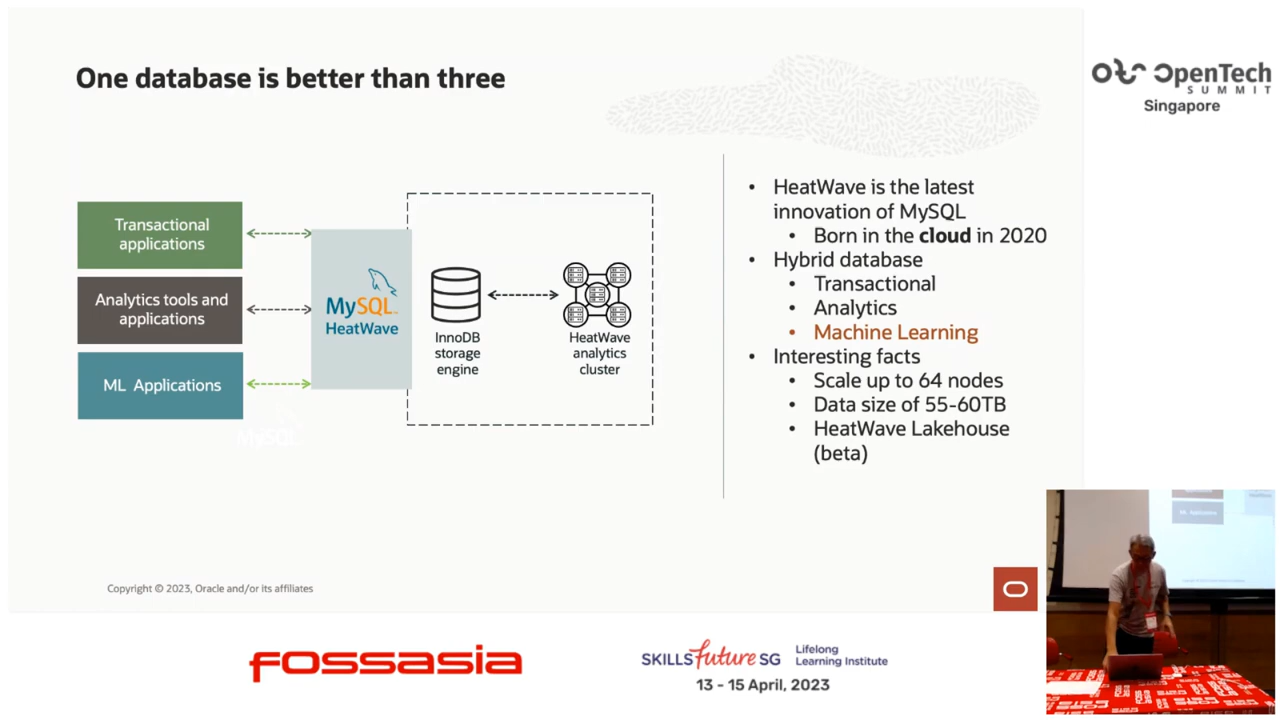 One database is better than three
OpenTech
SUMMIT
Singapore
Transactional
applications
Analytics tools and
applications
ML Applications
MySQL
HeatWave
InnoDB
storage
engine
HeatWave
analytics
cluster
MySQL
• HeatWave is the latest
innovation of MySQL
• Born in the cloud in 2020
• Hybrid database
• Transactional
• Analytics
• Machine Learning
• Interesting facts
• Scale up to 64 nodes
• Data size of 55-60TB
• HeatWave Lakehouse
(beta)
ML Applications
Copyright © 2023, Oracle and/or its affiliates
FOSSASIA
SKILLSfuture SG
Lifelong
Learning Institute
13 - 15 April, 2023